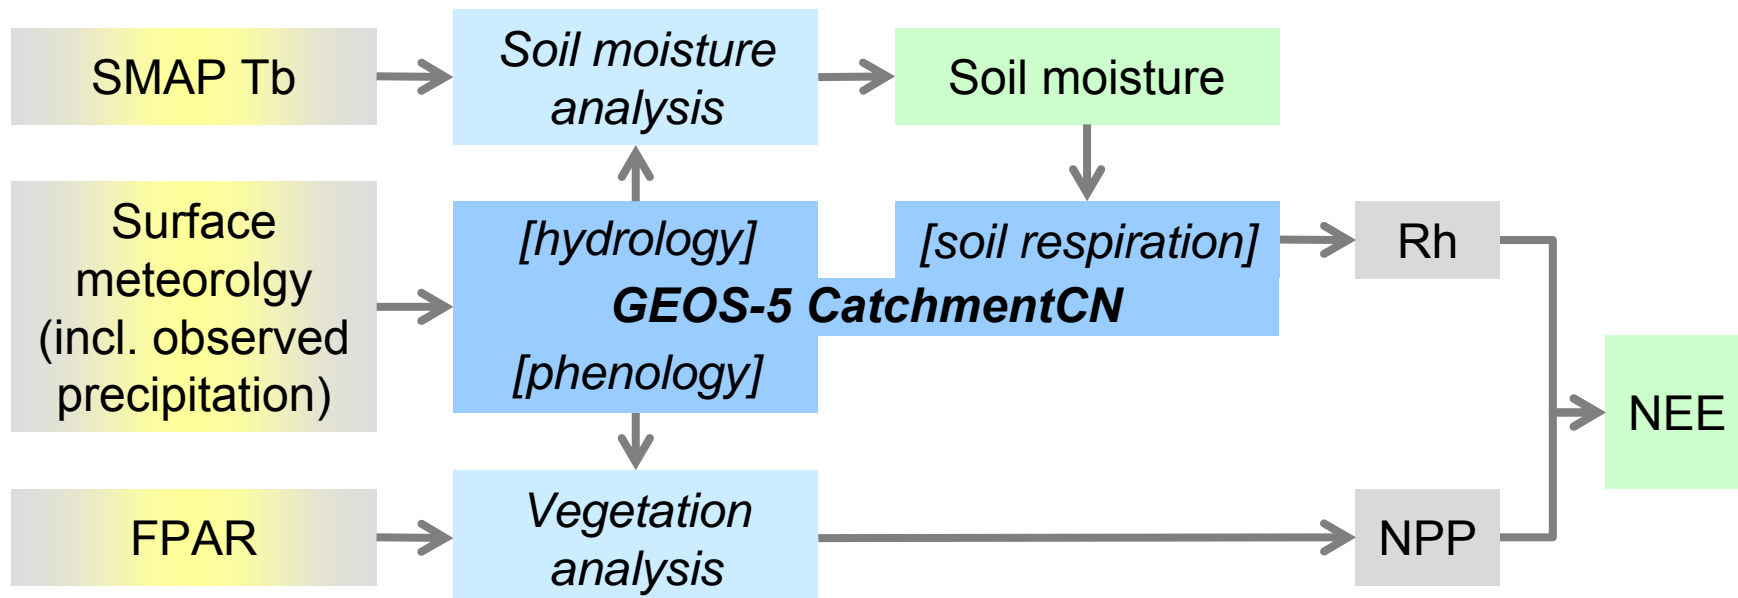 SMAP Tb
Soil moisture
analysis
Soil moisture
Surface
meteorolgy
(incl. observed
precipitation)
[hydrology]
[soil respiration]
GEOS-5 CatchmentCN
[phenology]
Rh
NEE
FPAR
Vegetation
analysis
NPP